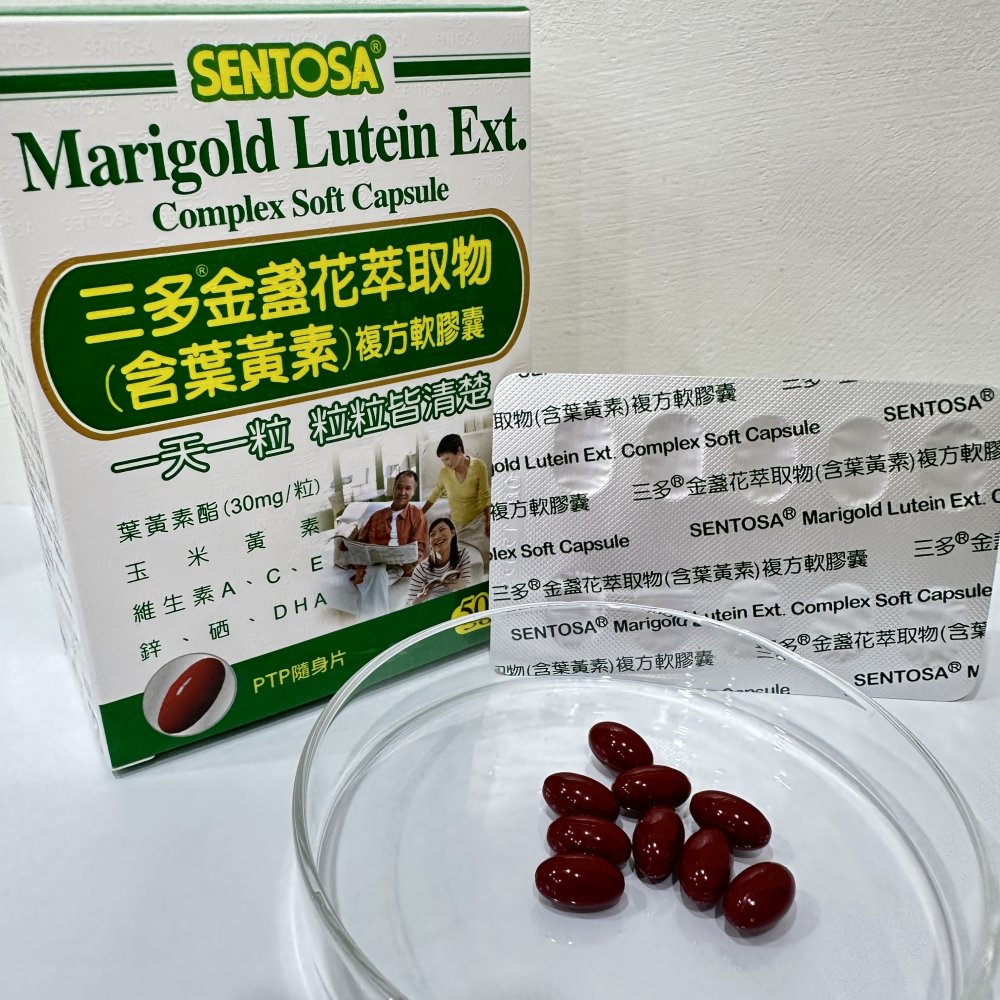 SENTOSA®
Marigold Lutein Ext.
Complex Soft Capsule
三多®金盞花萃取物
(含葉黃素)複方軟膠囊
一天一粒 粒粒皆清楚
葉黃素酯(30mg/粒)
玉米黃素
維生素A、C、E
鋅、硒、DHA
50
PTP隨身片
取物(含葉黃素)複方軟膠囊
三多
SENTOSA®
old Lutein Ext. Complex Soft Capsule
三多®金盞花萃取物(含葉黃素)複方軟膠
複方軟膠囊
SENTOSA® Marigold Lutein Ext. C
lex Soft Capsule
三多®金
三多®金盞花萃取物(含葉黃素)複方軟膠囊
SENTOSA® Marigold Lutein Ext. Complex Soft Capsule
三多®金盞花萃取物(含葉
取物(含葉黃素)複方軟膠囊
SENTOSA® M